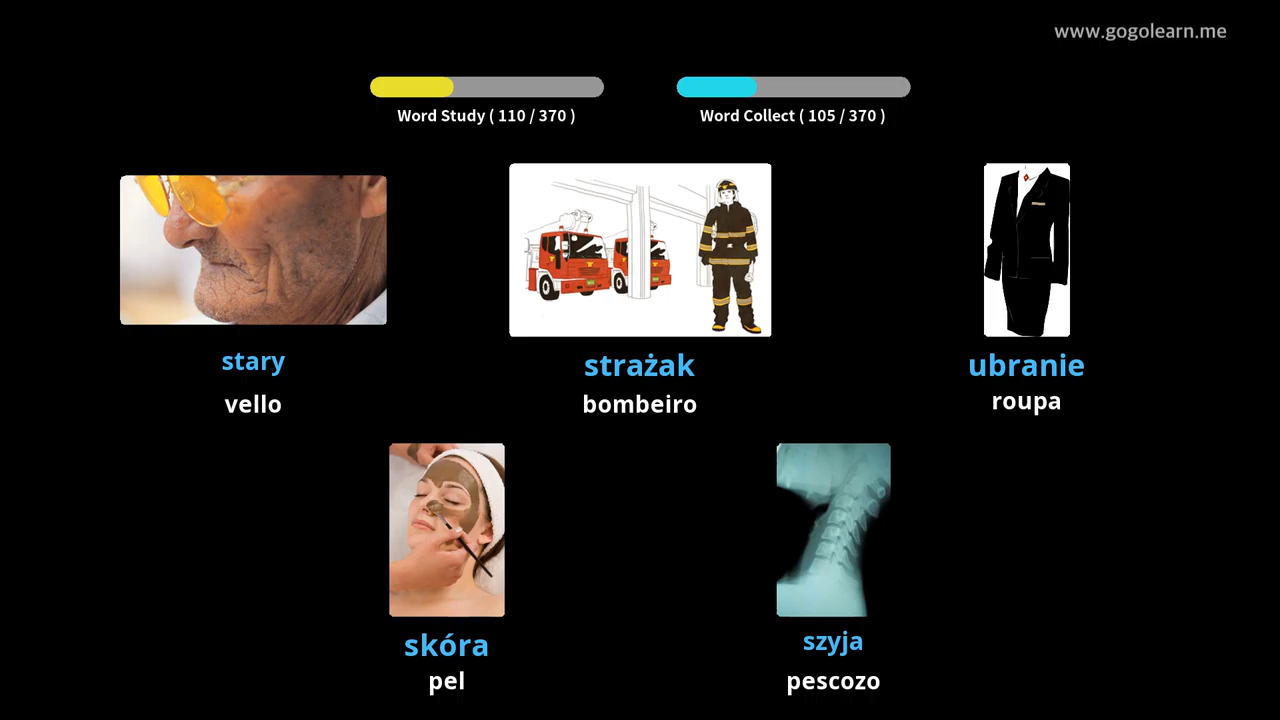 www.gogolearn.me
Word Study ( 110 / 370 )
Word Collect ( 105 / 370 )
stary
vello
strażak
bombeiro
ubranie
roupa
skóra
pel
szyja
pescozo